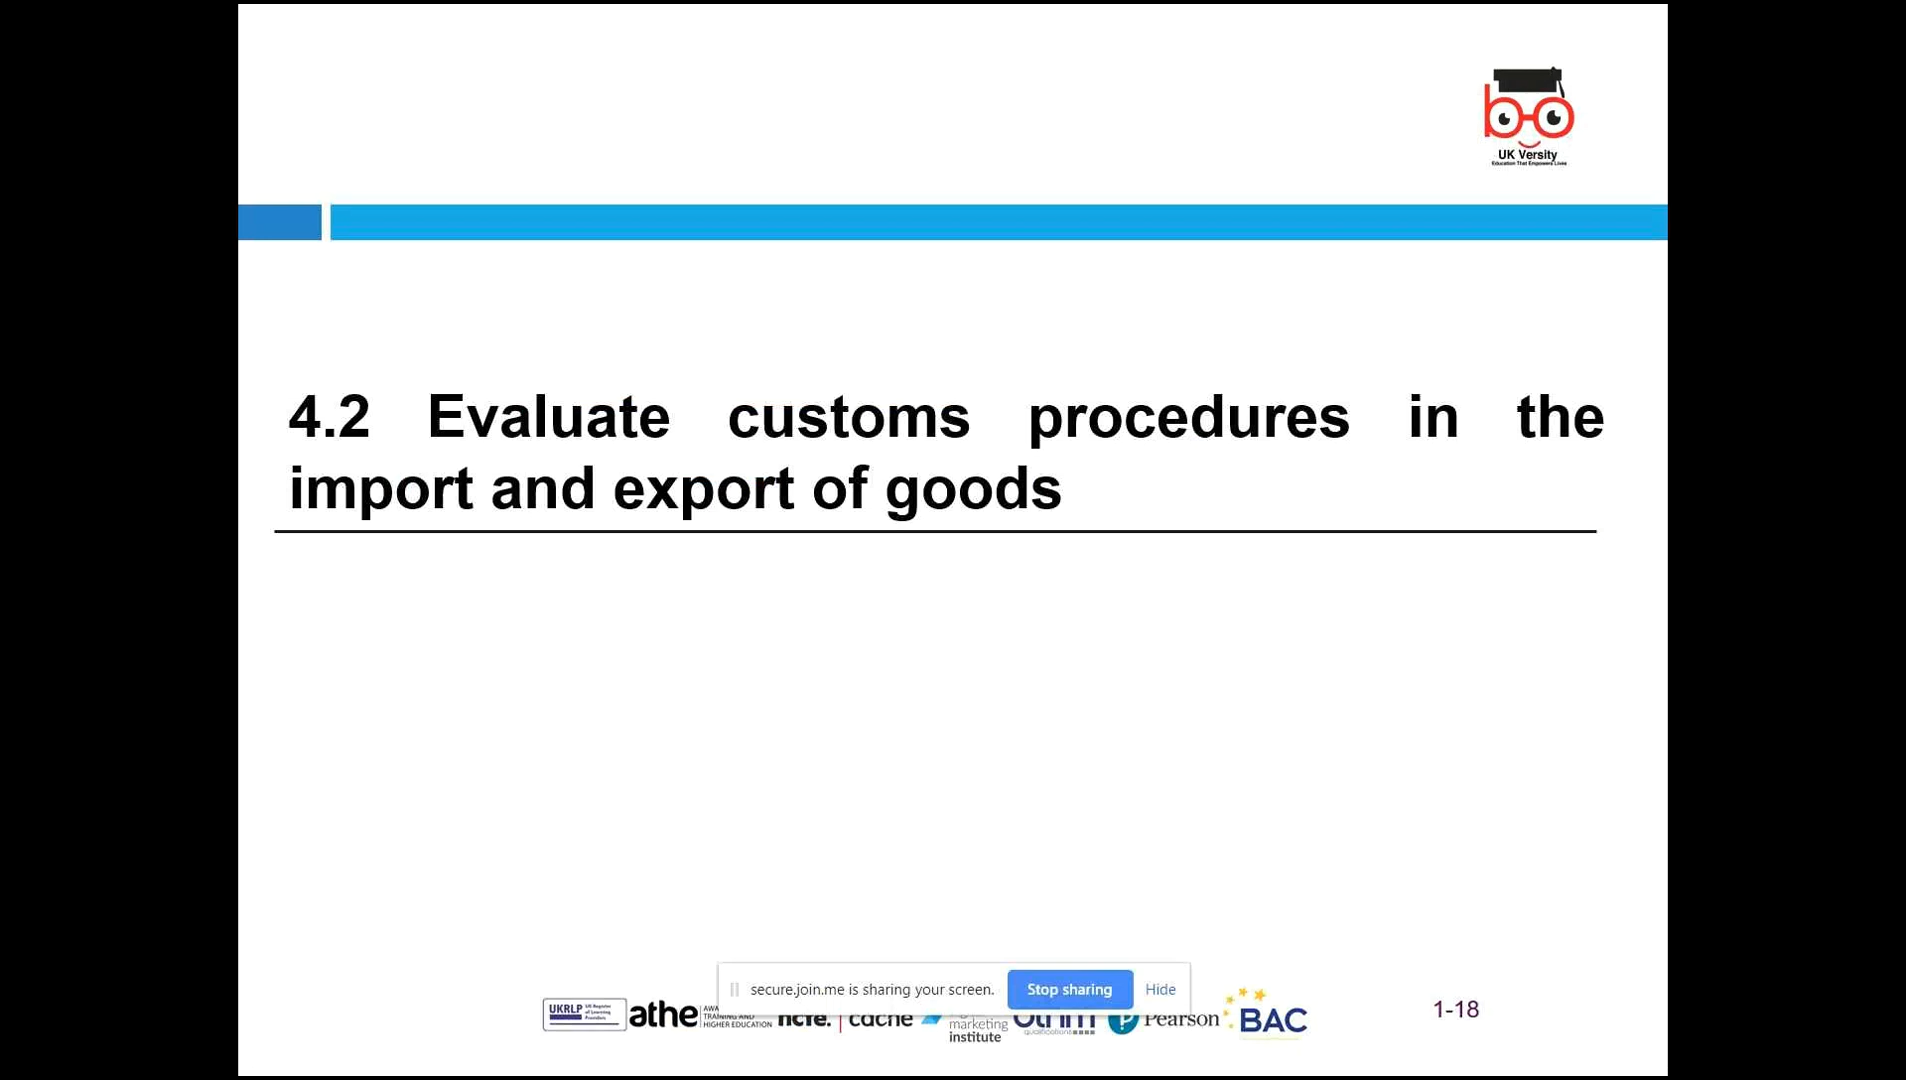 UK Versity
Education That Empowers Lives
4.2 Evaluate customs procedures in the
import and export of goods
secure.join.me is sharing your screen. Stop sharing Hide
UKRLP UK Register
of Learning
Providers
athe
TRAINING AND
HIGHER EDUCATION
ncfe. cache
marketing
institute
othm
qualifications
Pearson
BAC
1-18